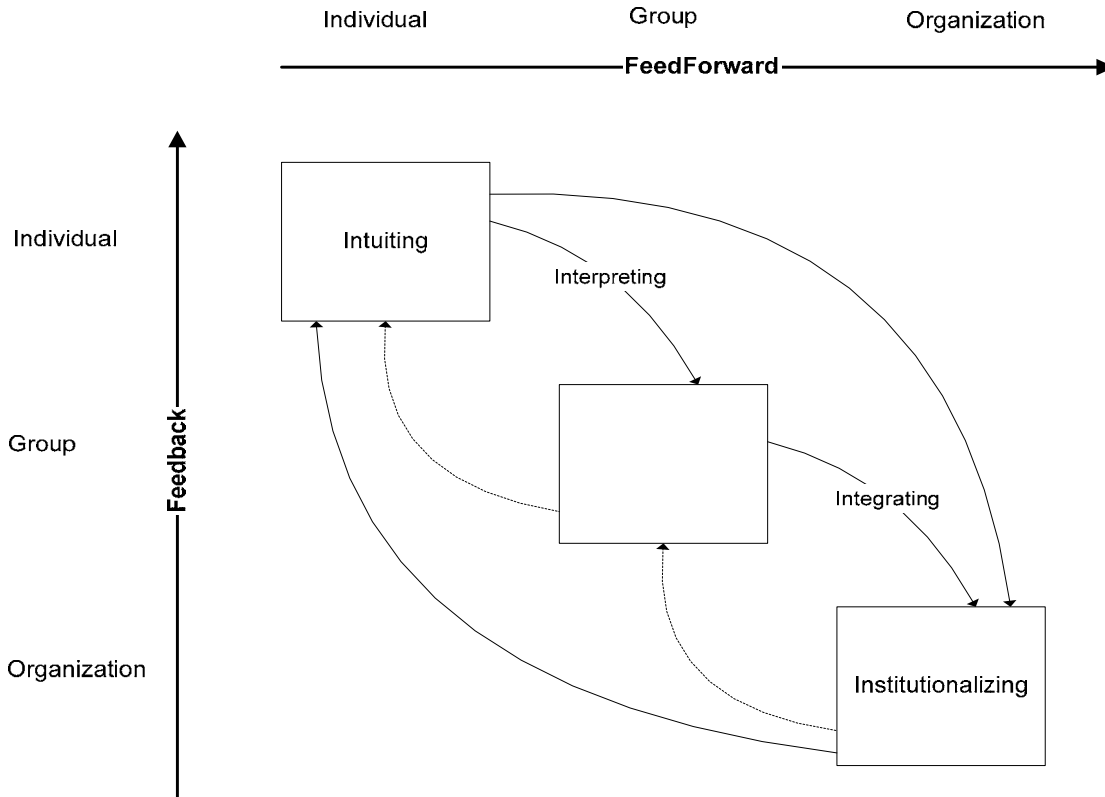 Individual
Group
Organization
FeedForward
Individual
Intuiting
Interpreting
Group
Feedback
Integrating
Organization
Institutionalizing